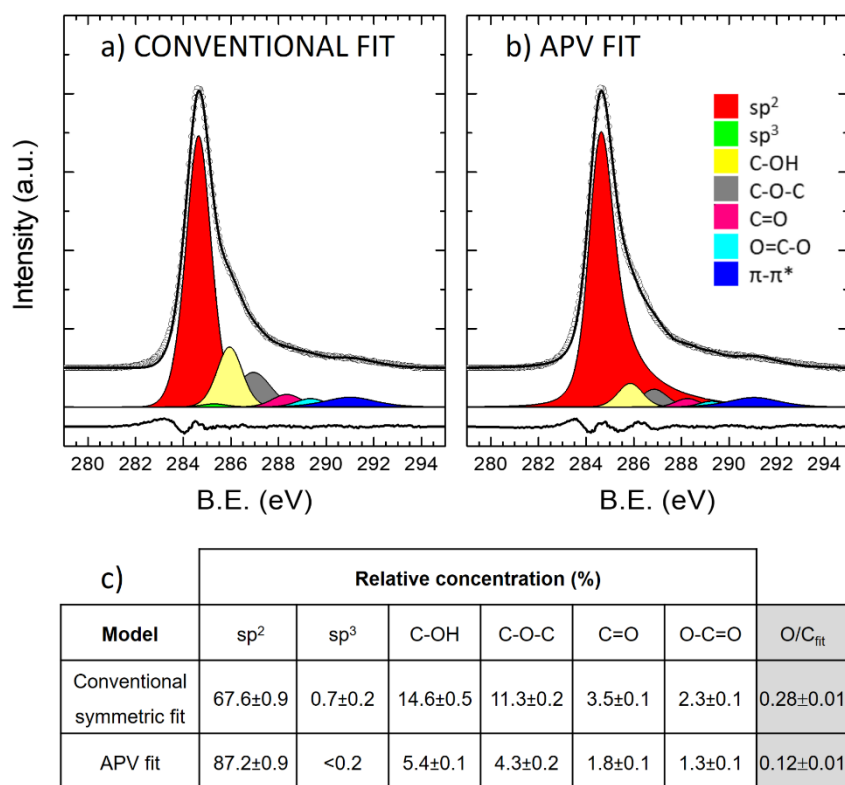 a) CONVENTIONAL FIT
b) APV FIT
sp²
sp³
C-OH
C-O-C
C=O
O=C-O
π-π*
Intensity (a.u.)
280 282 284 286 288 290 292 294
280 282 284 286 288 290 292 294
B.E. (eV)
B.E. (eV)
c)
Relative concentration (%)
Model sp² sp³ C-OH C-O-C C=O O-C=O O/Cfit
Conventional
symmetric fit 67.6±0.9 0.7±0.2 14.6±0.5 11.3±0.2 3.5±0.1 2.3±0.1 0.28±0.01
APV fit 87.2±0.9 <0.2 5.4±0.1 4.3±0.2 1.8±0.1 1.3±0.1 0.12±0.01